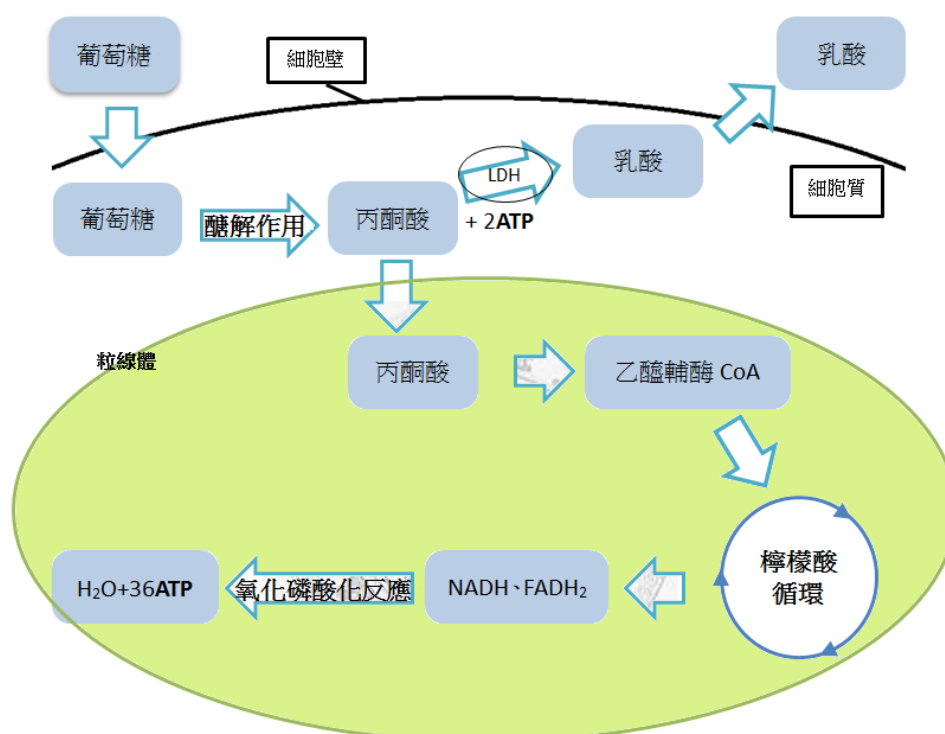 葡萄糖
細胞壁
乳酸
葡萄糖
醣解作用
丙酮酸
LDH
+ 2ATP
乳酸
細胞質
粒線體
丙酮酸
乙醯輔酶 CoA
檸檬酸
循環
NADH、FADH₂
氧化磷酸化反應
H₂O+36ATP